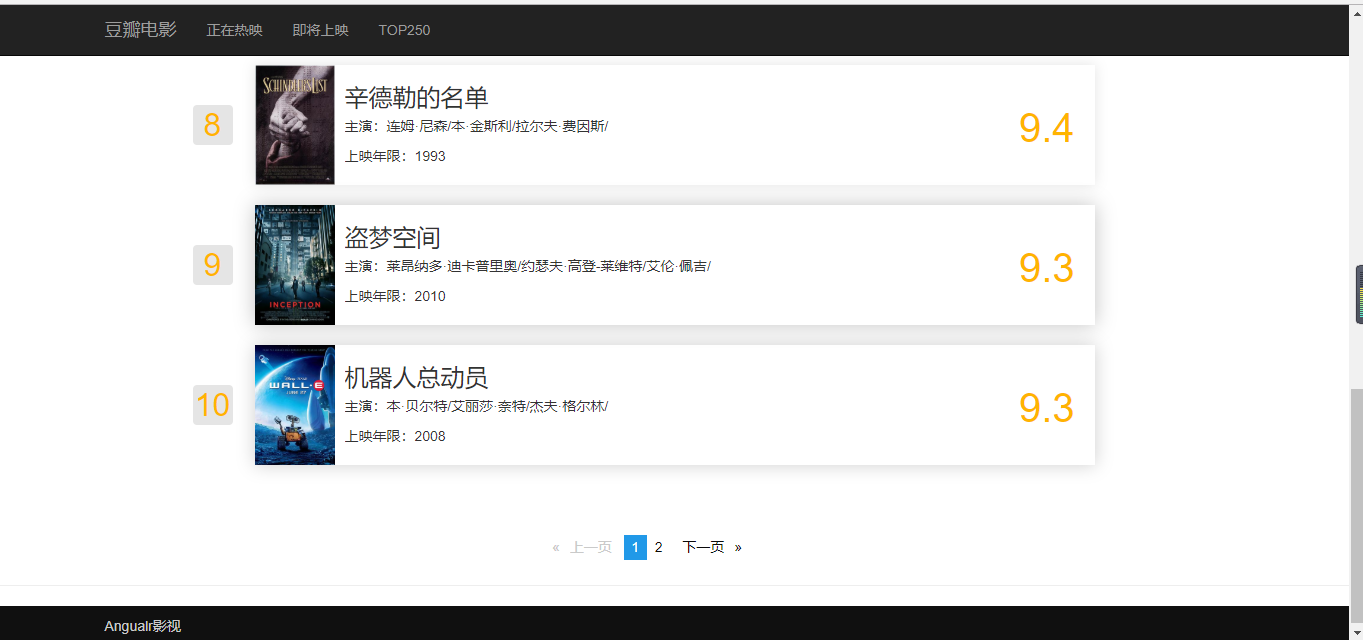 豆瓣电影 正在热映 即将上映 TOP250
8
SCHINDLER'S LIST
辛德勒的名单
主演：连姆·尼森/本·金斯利/拉尔夫·费因斯/
上映年限：1993
9.4
9
INCEPTION
盗梦空间
主演：莱昂纳多·迪卡普里奥/约瑟夫·高登-莱维特/艾伦·佩吉/
上映年限：2010
9.3
10
WALL·E
机器人总动员
主演：本·贝尔特/艾丽莎·奈特/杰夫·格尔林/
上映年限：2008
9.3
« 上一页 1 2 下一页 »
Angualr影视